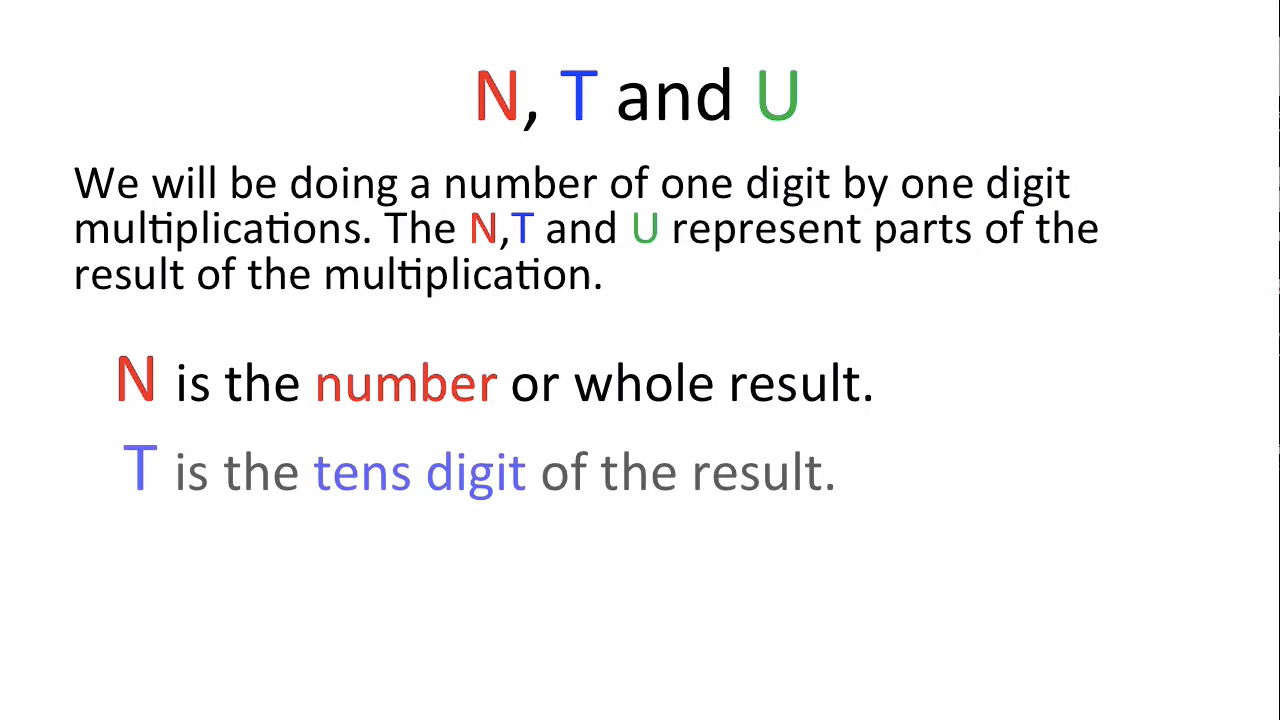 N, T and U
We will be doing a number of one digit by one digit
multiplications. The N,T and U represent parts of the
result of the multiplication.
N is the number or whole result.
T is the tens digit of the result.